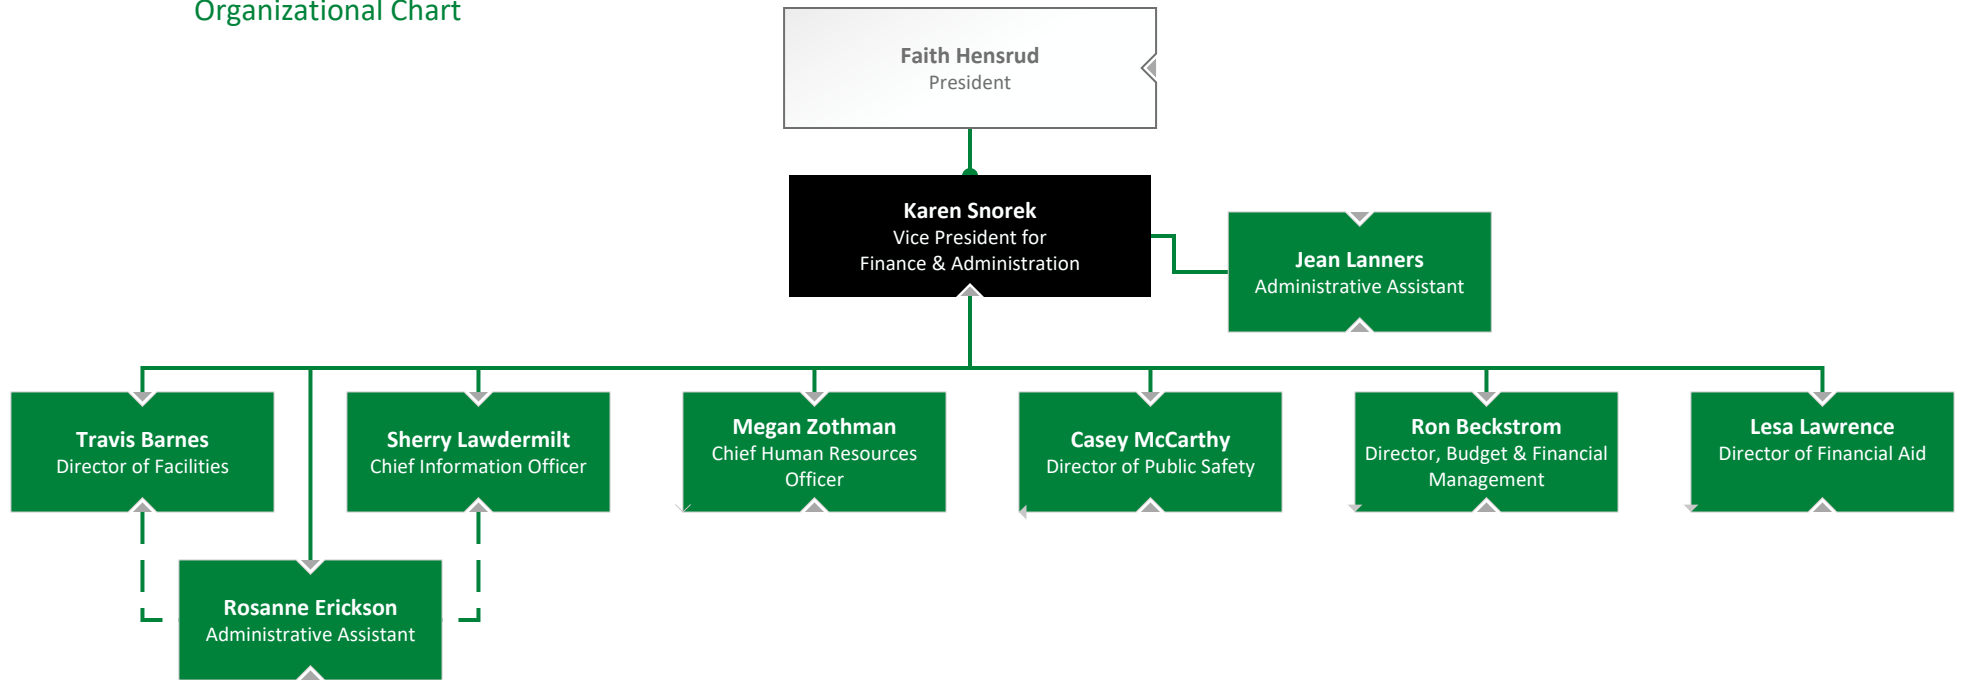 Organizational Chart
Faith Hensrud
President
Karen Snorek
Vice President for
Finance & Administration
Jean Lanners
Administrative Assistant
Travis Barnes
Director of Facilities
Sherry Lawdermilt
Chief Information Officer
Megan Zothman
Chief Human Resources
Officer
Casey McCarthy
Director of Public Safety
Ron Beckstrom
Director, Budget & Financial
Management
Lesa Lawrence
Director of Financial Aid
Rosanne Erickson
Administrative Assistant